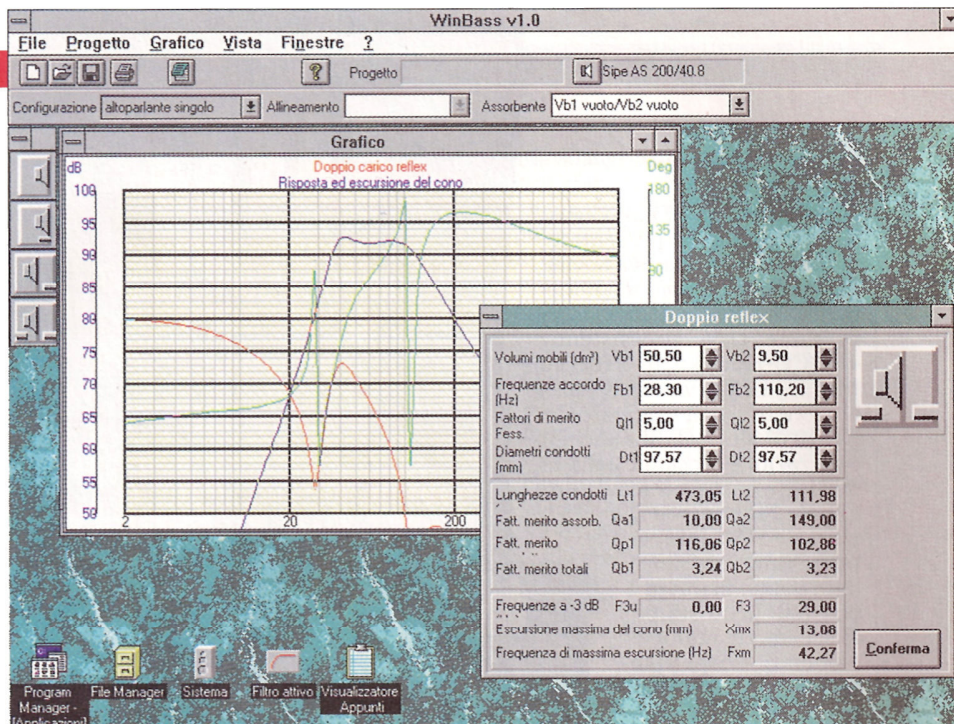 WinBass v1.0
File Progetto Grafico Vista Finestre ?
Progetto Sipe AS 200/40.8
Configurazione altoparlante singolo Allineamento Assorbente Vb1 vuoto/Vb2 vuoto
Grafico
dB Doppio carico reflex Deg
Risposta ed escursione del cono
100 180
95
90 135
85
80 90
75
70
65
60
55
50
2 20 200
Doppio reflex
Volumi mobili (dm³) Vb1 50,50 Vb2 9,50
Frequenze accordo (Hz) Fb1 28,30 Fb2 110,20
Fattori di merito Fess. Ql1 5,00 Ql2 5,00
Diametri condotti (mm) Dt1 97,57 Dt2 97,57
Lunghezze condotti Lt1 473,05 Lt2 111,98
Fatt. merito assorb. Qa1 10,00 Qa2 149,00
Fatt. merito Qp1 116,06 Qp2 102,86
Fatt. merito totali Qb1 3,24 Qb2 3,23
Frequenze a -3 dB F3u 0,00 F3 29,00
Escursione massima del cono (mm) Xmx 13,08
Frequenza di massima escursione (Hz) Fxm 42,27
Conferma
Program Manager - [Applicazioni]
File Manager
Sistema
Filtro attivo
Visualizzatore Appunti